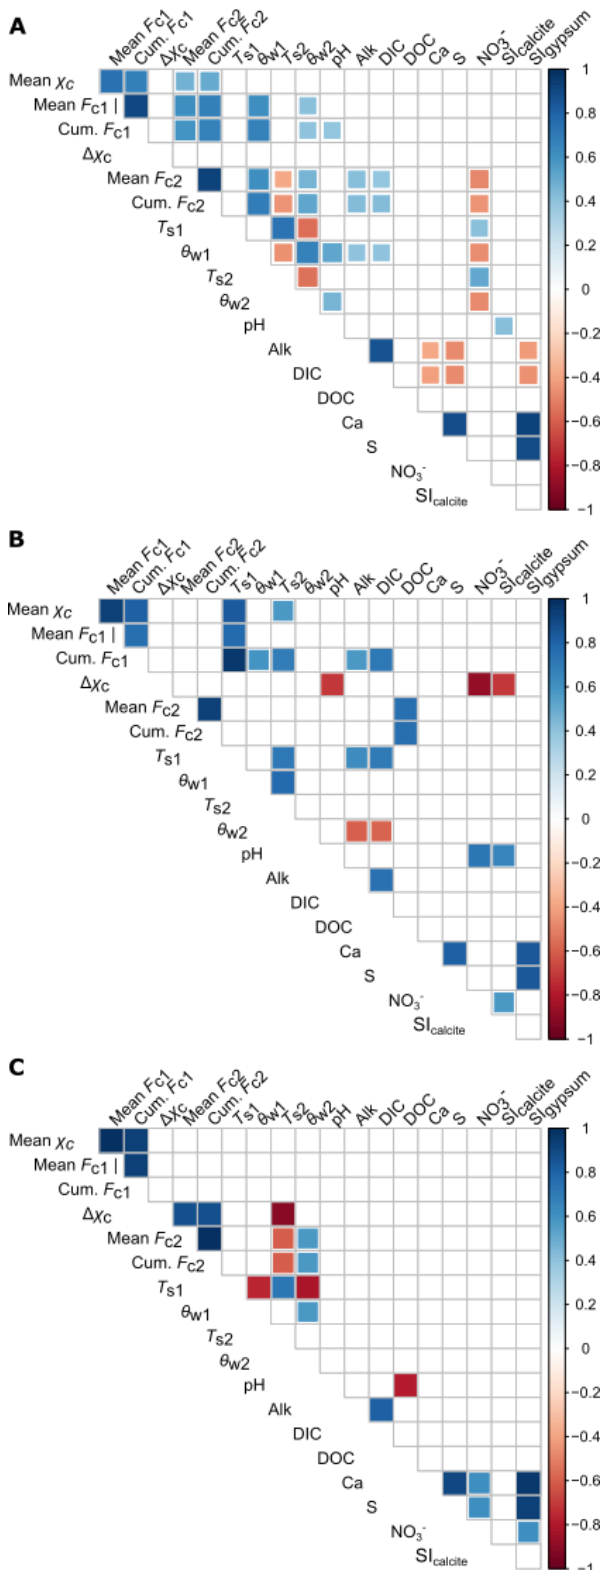 A
Mean Fc1 Cum. Fc1 Δχc Mean Fc2 Cum. Fc2 Ts1 θw1 Ts2 θw2 pH Alk DIC DOC Ca S NO₃⁻ SIcalcite SIgypsum
Mean χc
Mean Fc1 |
Cum. Fc1
Δχc
Mean Fc2
Cum. Fc2
Ts1
θw1
Ts2
θw2
pH
Alk
DIC
DOC
Ca
S
NO₃⁻
SIcalcite
1
0.8
0.6
0.4
0.2
0
−0.2
−0.4
−0.6
−0.8
−1
B
Mean Fc1 Cum. Fc1 Δχc Mean Fc2 Cum. Fc2 Ts1 θw1 Ts2 θw2 pH Alk DIC DOC Ca S NO₃⁻ SIcalcite SIgypsum
Mean χc
Mean Fc1 |
Cum. Fc1
Δχc
Mean Fc2
Cum. Fc2
Ts1
θw1
Ts2
θw2
pH
Alk
DIC
DOC
Ca
S
NO₃⁻
SIcalcite
1
0.8
0.6
0.4
0.2
0
−0.2
−0.4
−0.6
−0.8
−1
C
Mean Fc1 Cum. Fc1 Δχc Mean Fc2 Cum. Fc2 Ts1 θw1 Ts2 θw2 pH Alk DIC DOC Ca S NO₃⁻ SIcalcite SIgypsum
Mean χc
Mean Fc1 |
Cum. Fc1
Δχc
Mean Fc2
Cum. Fc2
Ts1
θw1
Ts2
θw2
pH
Alk
DIC
DOC
Ca
S
NO₃⁻
SIcalcite
1
0.8
0.6
0.4
0.2
0
−0.2
−0.4
−0.6
−0.8
−1